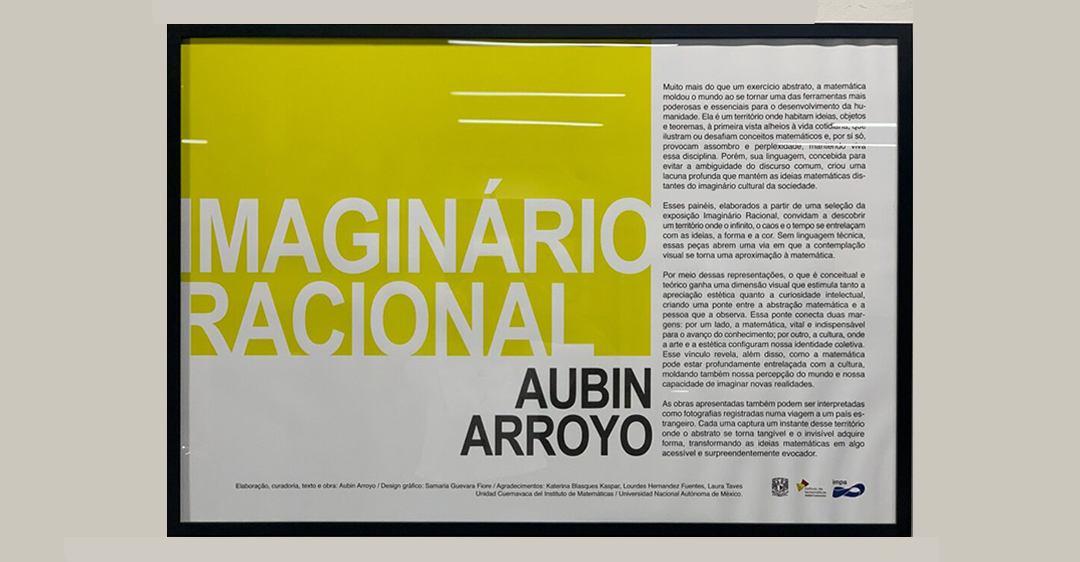 IMAGINÁRIO
RACIONAL
AUBIN
ARROYO
Muito mais do que um exercício abstrato, a matemática
moldou o mundo ao se tornar uma das ferramentas mais
poderosas e essenciais para o desenvolvimento da hu-
manidade. Ela é um território onde habitam ideias, objetos
e teoremas, à primeira vista alheios à vida cotidiana, que
ilustram ou desafiam conceitos matemáticos e, por si só,
provocam assombro e perplexidade, mantendo viva
essa disciplina. Porém, sua linguagem, concebida para
evitar a ambiguidade do discurso comum, criou uma
lacuna profunda que mantém as ideias matemáticas dis-
tantes do imaginário cultural da sociedade.
Esses painéis, elaborados a partir de uma seleção da
exposição Imaginário Racional, convidam a descobrir
um território onde o infinito, o caos e o tempo se entrelaçam
com as ideias, a forma e a cor. Sem linguagem técnica,
essas peças abrem uma via em que a contemplação
visual se torna uma aproximação à matemática.
Por meio dessas representações, o que é conceitual e
teórico ganha uma dimensão visual que estimula tanto a
apreciação estética quanto a curiosidade intelectual,
criando uma ponte entre a abstração matemática e a
pessoa que a observa. Essa ponte conecta duas mar-
gens: por um lado, a matemática, vital e indispensável
para o avanço do conhecimento; por outro, a cultura, onde
a arte e a estética configuram nossa identidade coletiva.
Esse vínculo revela, além disso, como a matemática
pode estar profundamente entrelaçada com a cultura,
moldando também nossa percepção do mundo e nossa
capacidade de imaginar novas realidades.
As obras apresentadas também podem ser interpretadas
como fotografias registradas numa viagem a um país es-
trangeiro. Cada uma captura um instante desse território
onde o abstrato se torna tangível e o invisível adquire
forma, transformando as ideias matemáticas em algo
acessível e surpreendentemente evocador.
Elaboração, curadoria, texto e obra: Aubin Arroyo / Design gráfico: Samaria Guevara Fiore / Agradecimentos: Katerina Blasques Kaspar, Lourdes Hernandez Fuentes, Laura Taves
Unidad Cuernavaca del Instituto de Matemáticas / Universidad Nacional Autônoma de México.
impa